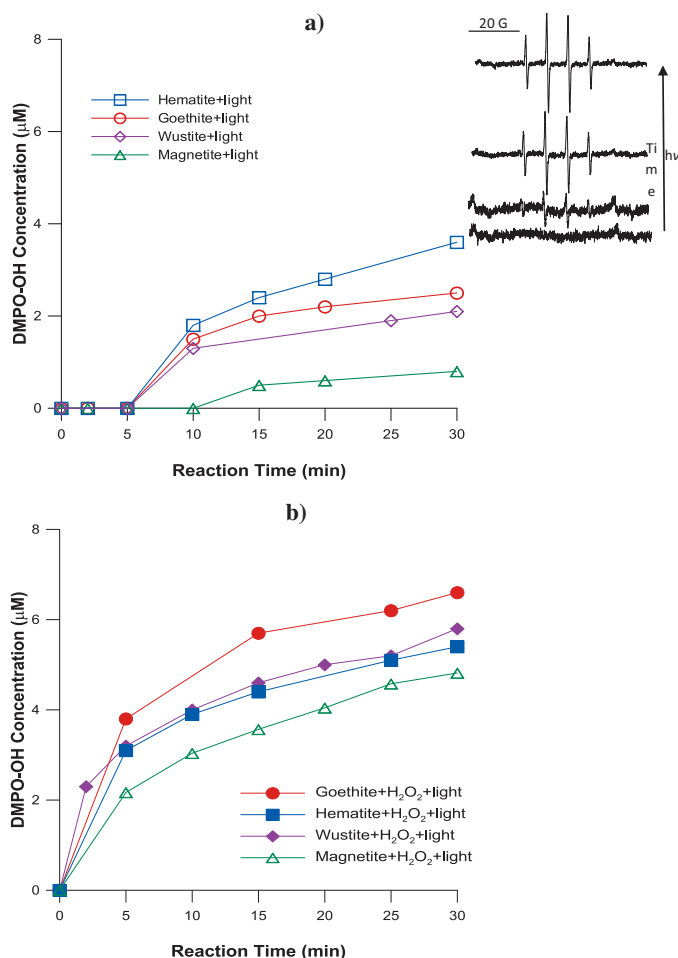 a)
20 G
8
Hematite+light
Goethite+light
Wustite+light
Magnetite+light
6
4
2
0
DMPO-OH Concentration (μM)
Ti
m
e
hν
0 5 10 15 20 25 30
Reaction Time (min)
b)
8
6
4
2
0
DMPO-OH Concentration (μM)
Goethite+H₂O₂+light
Hematite+H₂O₂+light
Wustite+H₂O₂+light
Magnetite+H₂O₂+light
0 5 10 15 20 25 30
Reaction Time (min)